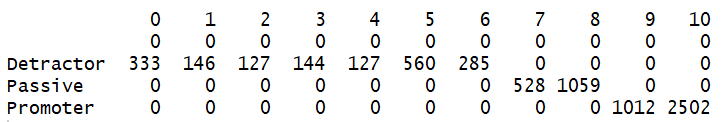 0 1 2 3 4 5 6 7 8 9 10
0 0 0 0 0 0 0 0 0 0 0
Detractor 333 146 127 144 127 560 285 0 0 0 0
Passive 0 0 0 0 0 0 0 528 1059 0 0
Promoter 0 0 0 0 0 0 0 0 0 1012 2502